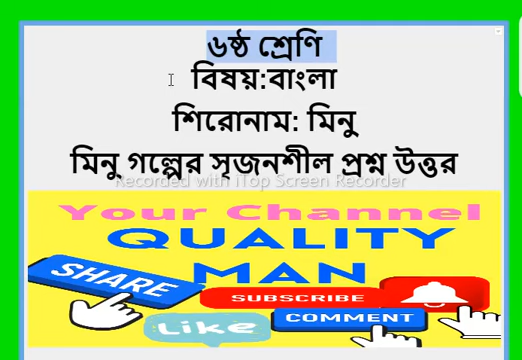 ৬ষ্ঠ শ্রেণি
বিষয়:বাংলা
শিরোনাম: মিনু
মিনু গল্পের সৃজনশীল প্রশ্ন উত্তর
Recorded with iTop Screen Recorder
Your Channel
QUALITY
MAN
SHARE
SUBSCRIBE
Like
COMMENT